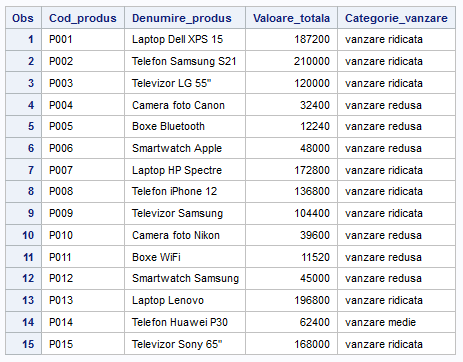 Obs Cod_produs Denumire_produs Valoare_totala Categorie_vanzare
1 P001 Laptop Dell XPS 15 187200 vanzare ridicata
2 P002 Telefon Samsung S21 210000 vanzare ridicata
3 P003 Televizor LG 55" 120000 vanzare ridicata
4 P004 Camera foto Canon 32400 vanzare redusa
5 P005 Boxe Bluetooth 12240 vanzare redusa
6 P006 Smartwatch Apple 48000 vanzare redusa
7 P007 Laptop HP Spectre 172800 vanzare ridicata
8 P008 Telefon iPhone 12 136800 vanzare ridicata
9 P009 Televizor Samsung 104400 vanzare ridicata
10 P010 Camera foto Nikon 39600 vanzare redusa
11 P011 Boxe WiFi 11520 vanzare redusa
12 P012 Smartwatch Samsung 45000 vanzare redusa
13 P013 Laptop Lenovo 196800 vanzare ridicata
14 P014 Telefon Huawei P30 62400 vanzare medie
15 P015 Televizor Sony 65" 168000 vanzare ridicata